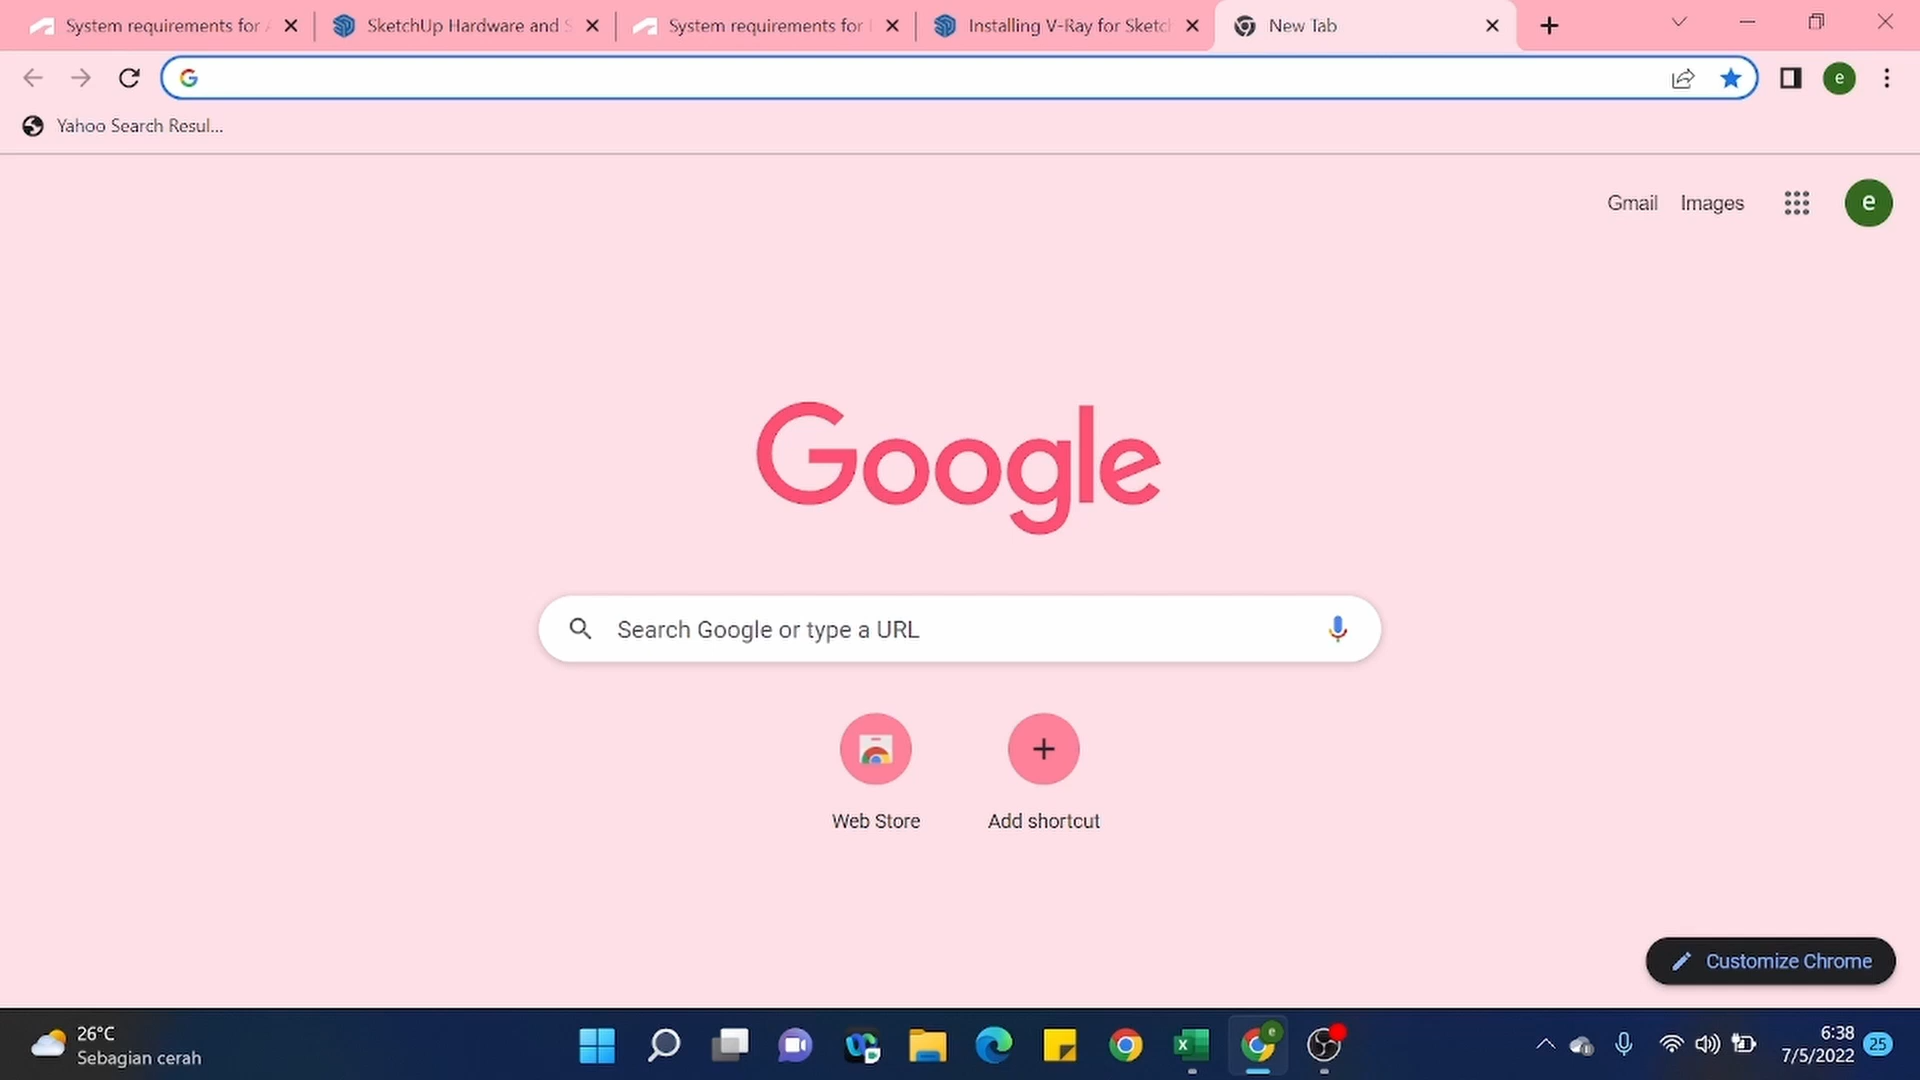 System requirements for A
SketchUp Hardware and S
System requirements for
Installing V-Ray for Sketch
New Tab
e
Yahoo Search Resul...
Gmail
Images
e
Google
Search Google or type a URL
Web Store
Add shortcut
Customize Chrome
26°C
Sebagian cerah
e
6:38
7/5/2022
25